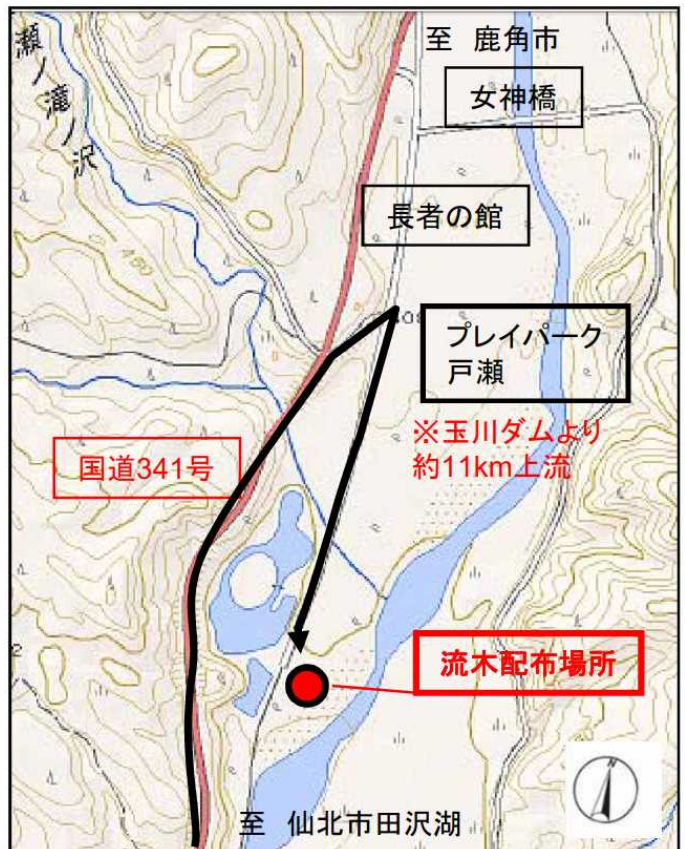 至 鹿角市
女神橋
瀬ノ滝ノ沢
長者の館
プレイパーク
戸瀬
※玉川ダムより
約11km上流
国道341号
流木配布場所
至 仙北市田沢湖